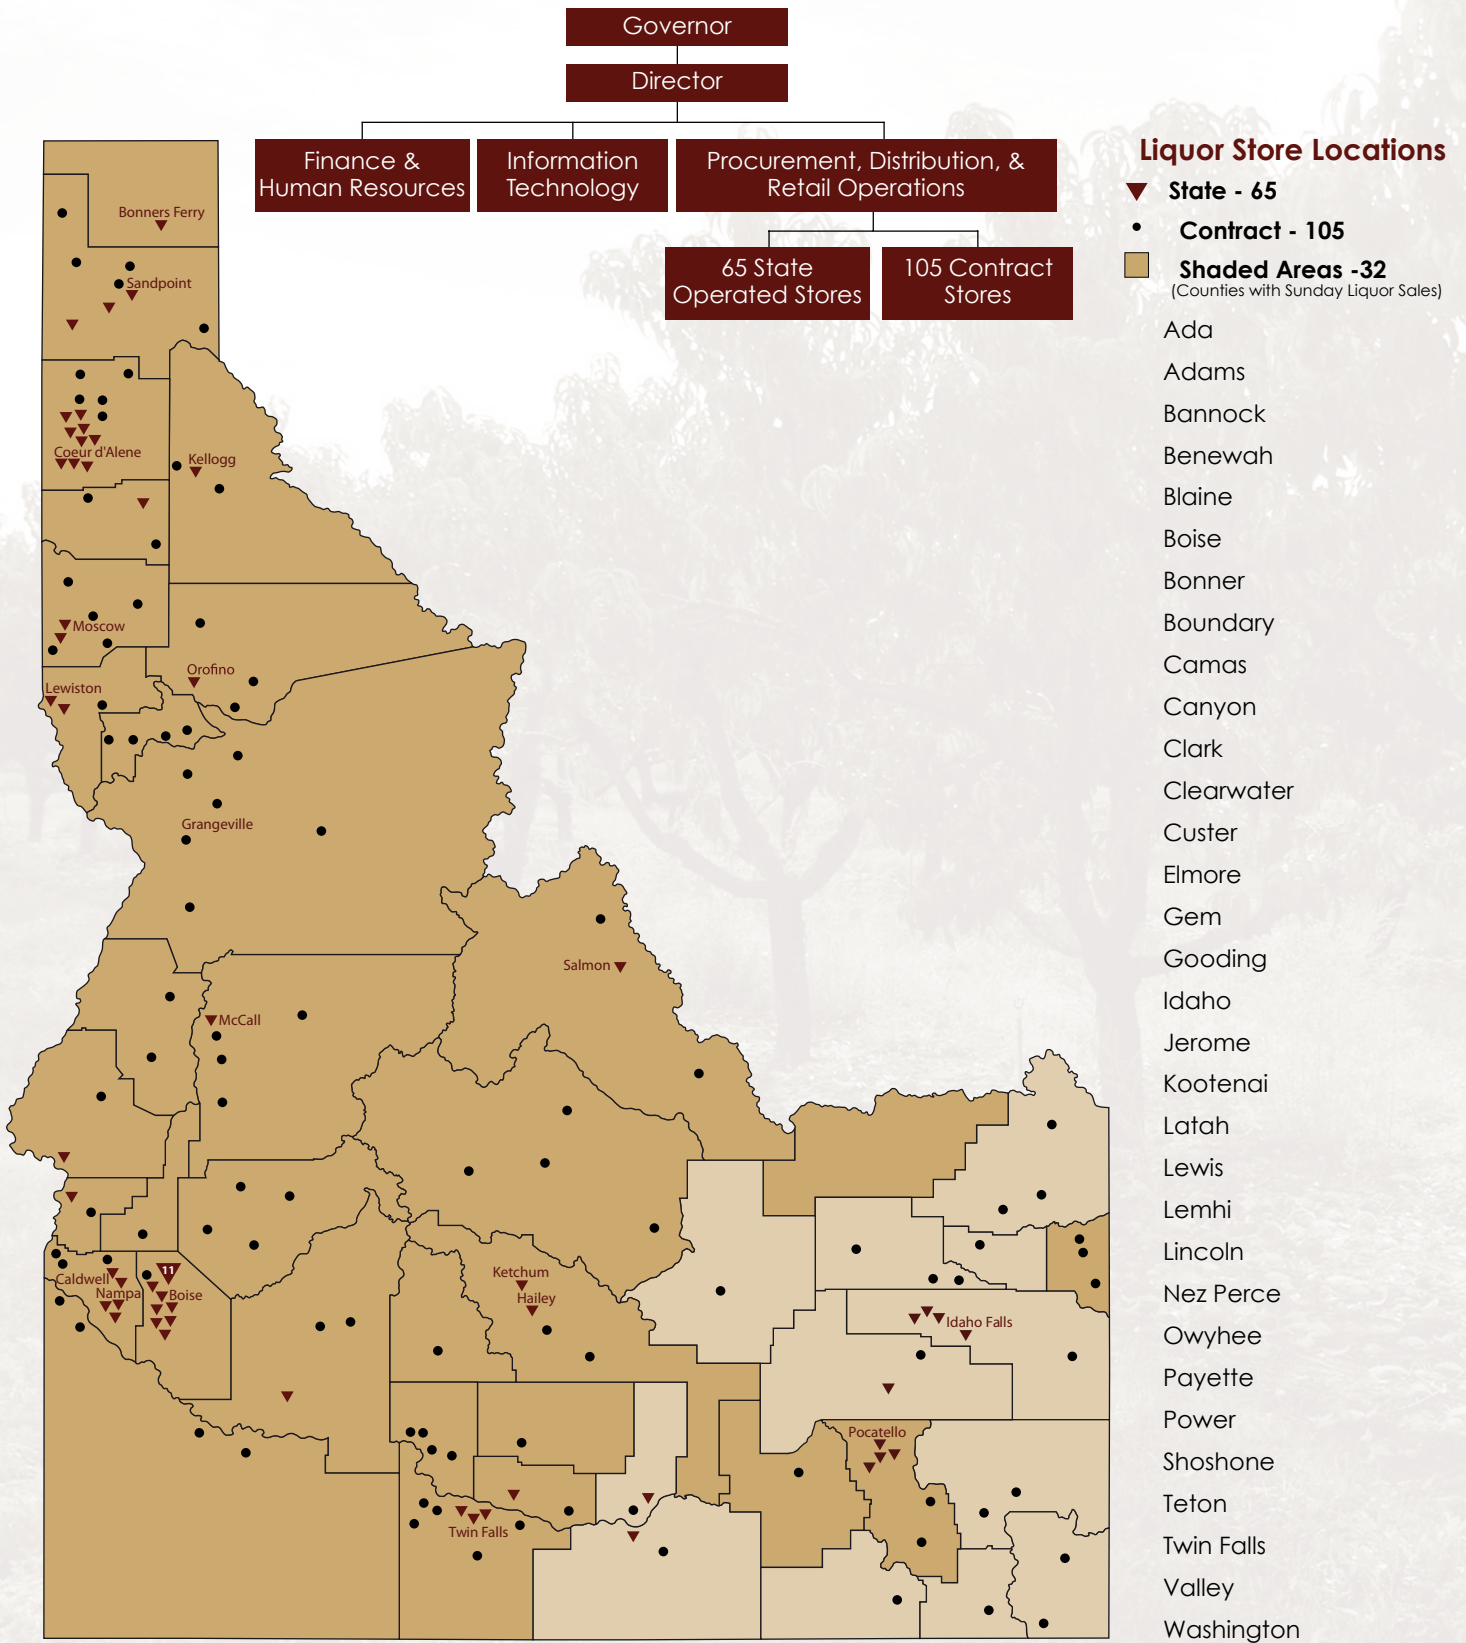 Governor
Director
Finance &
Human Resources
Information
Technology
Procurement, Distribution, &
Retail Operations
65 State
Operated Stores
105 Contract
Stores
Liquor Store Locations
State - 65
Contract - 105
Shaded Areas -32
(Counties with Sunday Liquor Sales)
Ada
Adams
Bannock
Benewah
Blaine
Boise
Bonner
Boundary
Camas
Canyon
Clark
Clearwater
Custer
Elmore
Gem
Gooding
Idaho
Jerome
Kootenai
Latah
Lewis
Lemhi
Lincoln
Nez Perce
Owyhee
Payette
Power
Shoshone
Teton
Twin Falls
Valley
Washington
Bonners Ferry
Sandpoint
Coeur d'Alene
Kellogg
Moscow
Orofino
Lewiston
Grangeville
Salmon
McCall
11
Caldwell
Nampa
Boise
Ketchum
Hailey
Idaho Falls
Pocatello
Twin Falls